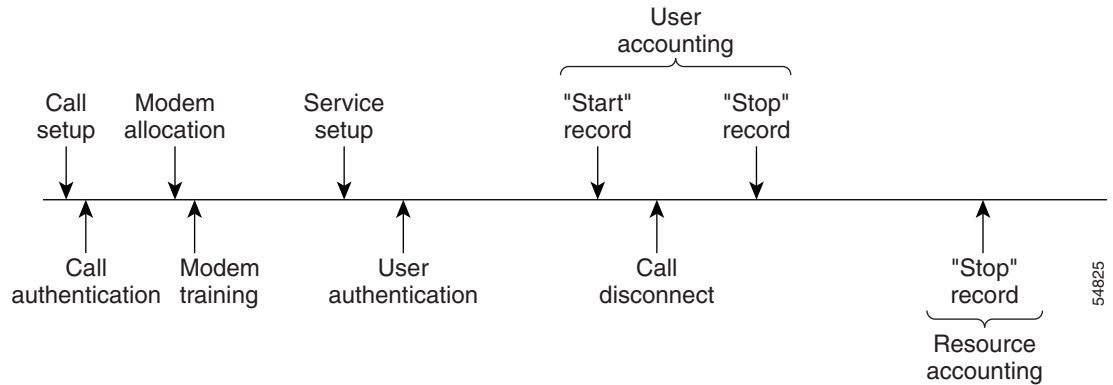 User
accounting
Call
setup
Modem
allocation
Service
setup
"Start"
record
"Stop"
record
Call
authentication
Modem
training
User
authentication
Call
disconnect
"Stop"
record
Resource
accounting
54825